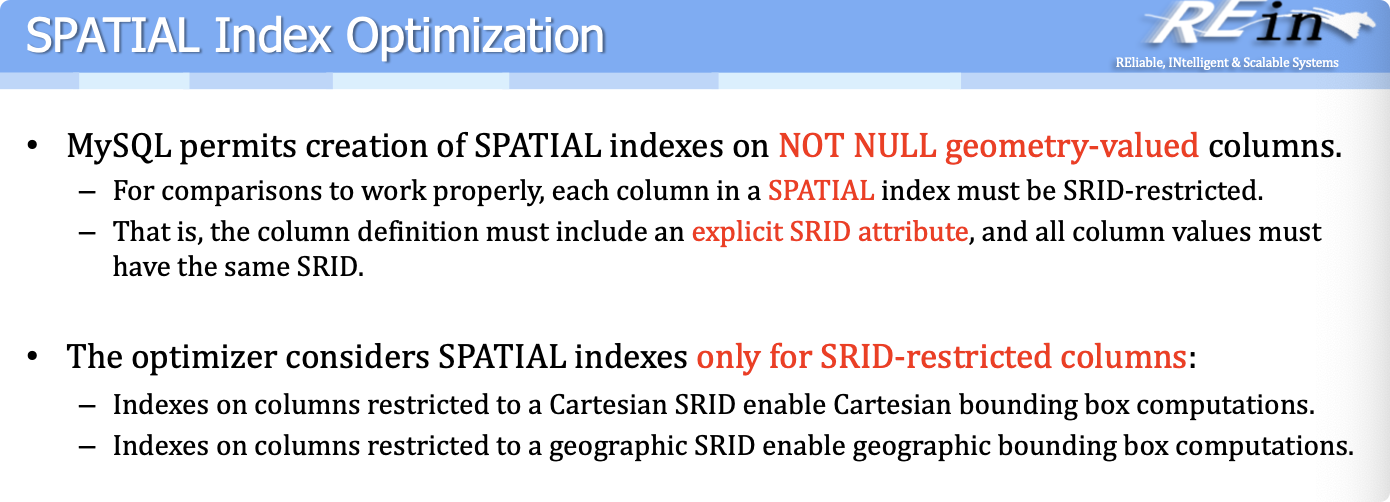 SPATIAL Index Optimization
REin
REliable, INtelligent & Scalable Systems
• MySQL permits creation of SPATIAL indexes on NOT NULL geometry-valued columns.
– For comparisons to work properly, each column in a SPATIAL index must be SRID-restricted.
– That is, the column definition must include an explicit SRID attribute, and all column values must
have the same SRID.
• The optimizer considers SPATIAL indexes only for SRID-restricted columns:
– Indexes on columns restricted to a Cartesian SRID enable Cartesian bounding box computations.
– Indexes on columns restricted to a geographic SRID enable geographic bounding box computations.